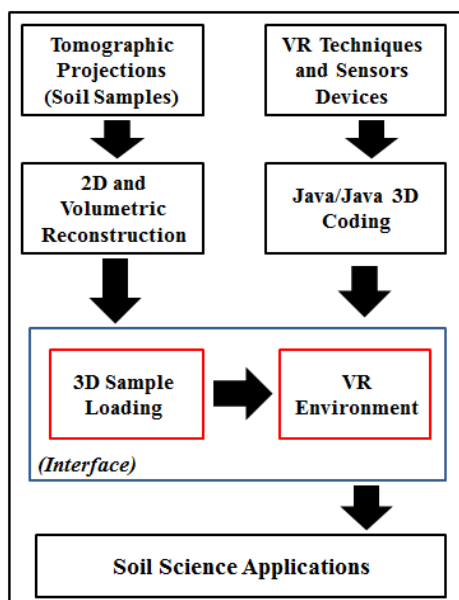 Tomographic
Projections
(Soil Samples)
VR Techniques
and Sensors
Devices
2D and
Volumetric
Reconstruction
Java/Java 3D
Coding
3D Sample
Loading
VR
Environment
(Interface)
Soil Science Applications